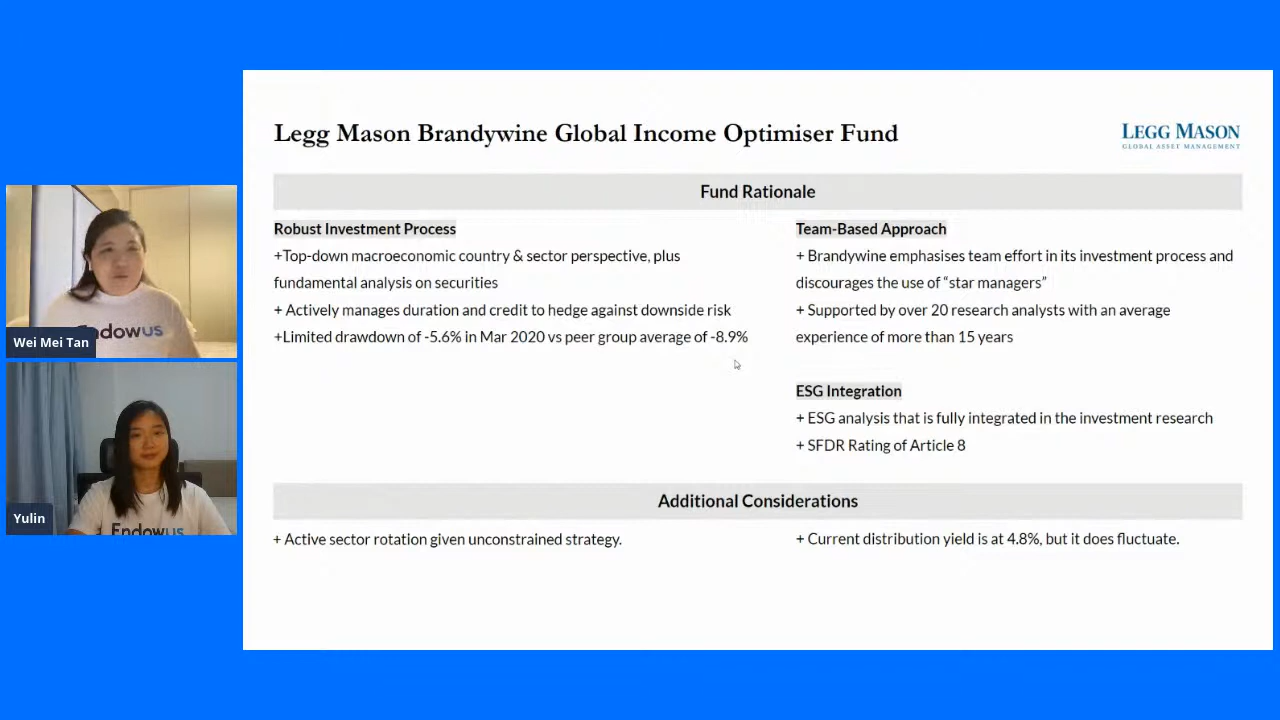 Legg Mason Brandywine Global Income Optimiser Fund
LEGG MASON
GLOBAL ASSET MANAGEMENT
Fund Rationale
Robust Investment Process
+Top-down macroeconomic country & sector perspective, plus
fundamental analysis on securities
+ Actively manages duration and credit to hedge against downside risk
+Limited drawdown of -5.6% in Mar 2020 vs peer group average of -8.9%
Team-Based Approach
+ Brandywine emphasises team effort in its investment process and
discourages the use of “star managers”
+ Supported by over 20 research analysts with an average
experience of more than 15 years
ESG Integration
+ ESG analysis that is fully integrated in the investment research
+ SFDR Rating of Article 8
Additional Considerations
+ Active sector rotation given unconstrained strategy.
+ Current distribution yield is at 4.8%, but it does fluctuate.
Endowus
Wei Mei Tan
Endowus
Yulin